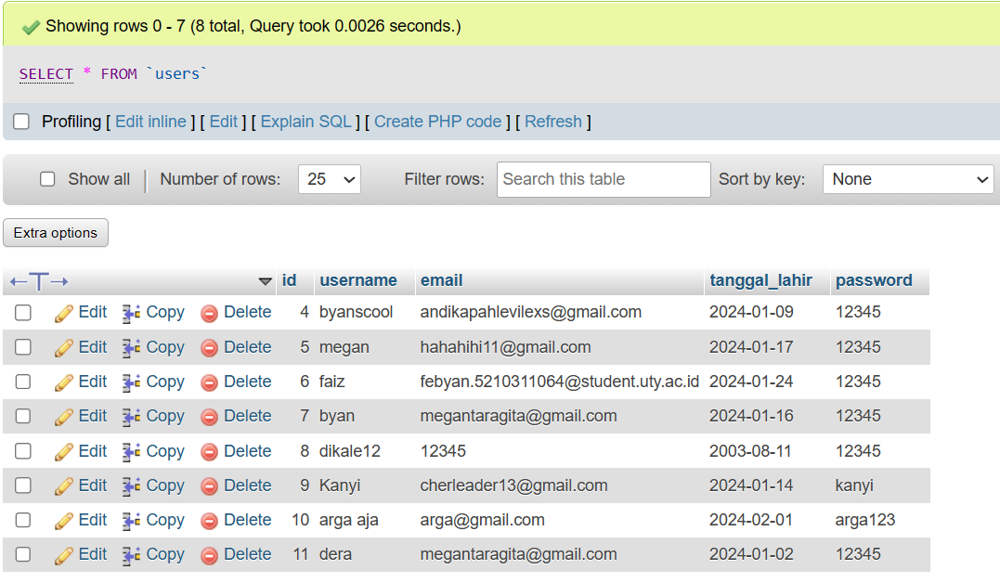 Showing rows 0 - 7 (8 total, Query took 0.0026 seconds.)
SELECT * FROM `users`
Profiling [ Edit inline ] [ Edit ] [ Explain SQL ] [ Create PHP code ] [ Refresh ]
Show all | Number of rows: 25 Filter rows: Search this table Sort by key: None
Extra options
←T→ id username email tanggal_lahir password
Edit Copy Delete 4 byanscool andikapahlevilexs@gmail.com 2024-01-09 12345
Edit Copy Delete 5 megan hahahihi11@gmail.com 2024-01-17 12345
Edit Copy Delete 6 faiz febyan.5210311064@student.uty.ac.id 2024-01-24 12345
Edit Copy Delete 7 byan megantaragita@gmail.com 2024-01-16 12345
Edit Copy Delete 8 dikale12 12345 2003-08-11 12345
Edit Copy Delete 9 Kanyi cherleader13@gmail.com 2024-01-14 kanyi
Edit Copy Delete 10 arga aja arga@gmail.com 2024-02-01 arga123
Edit Copy Delete 11 dera megantaragita@gmail.com 2024-01-02 12345